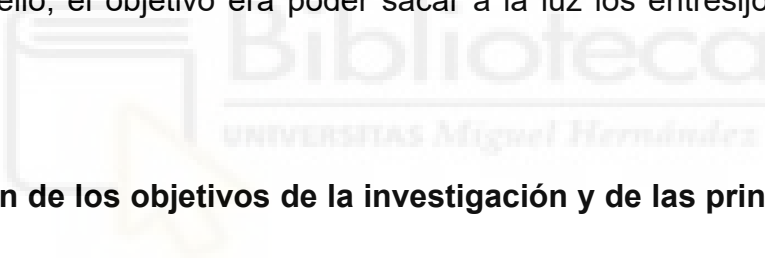 ello, el objetivo era poder sacar a la luz los entresijo
Biblioteca
UNIVERSITAS Miguel Hernández
n de los objetivos de la investigación y de las prin